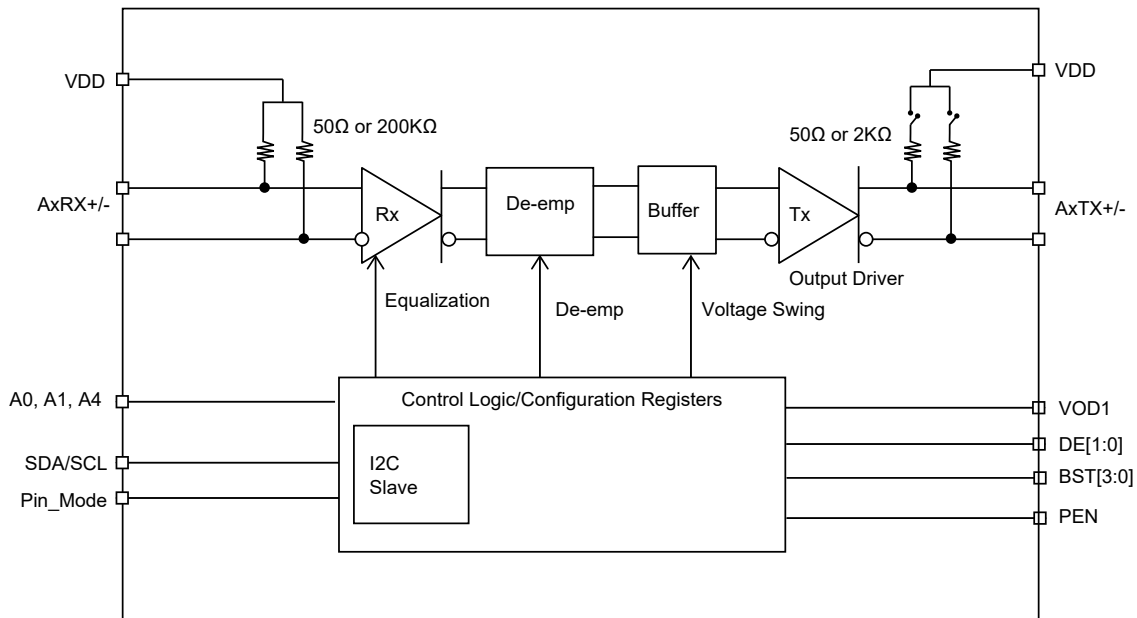 VDD
VDD
50Ω or 200KΩ
50Ω or 2KΩ
AxRX+/-
Rx
De-emp
Buffer
Tx
AxTX+/-
Output Driver
Equalization
De-emp
Voltage Swing
A0, A1, A4
Control Logic/Configuration Registers
VOD1
DE[1:0]
SDA/SCL
I2C
Slave
BST[3:0]
Pin_Mode
PEN